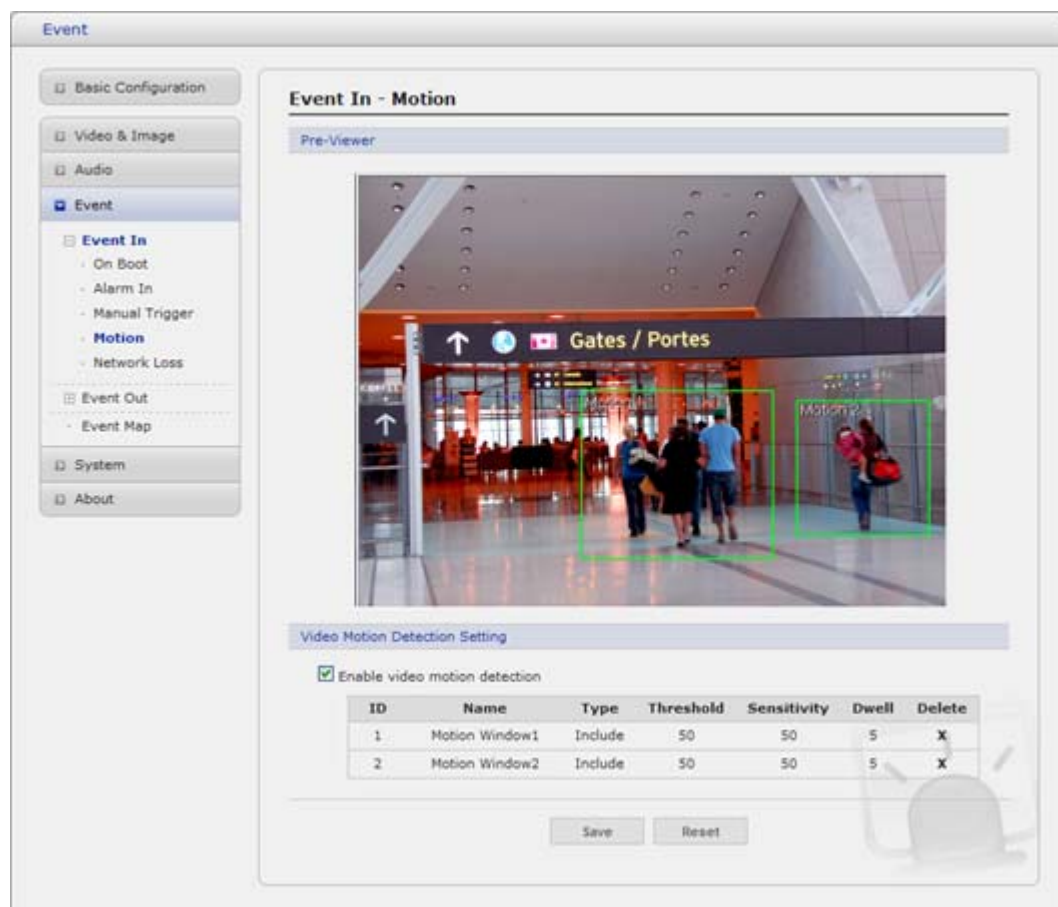 Event
Basic Configuration
Video & Image
Audio
Event
Event In
On Boot
Alarm In
Manual Trigger
Motion
Network Loss
Event Out
Event Map
System
About
Event In - Motion
Pre-Viewer
Gates / Portes
Motion 1
Motion 2
Video Motion Detection Setting
Enable video motion detection
ID Name Type Threshold Sensitivity Dwell Delete
1 Motion Window1 Include 50 50 5 X
2 Motion Window2 Include 50 50 5 X
Save Reset